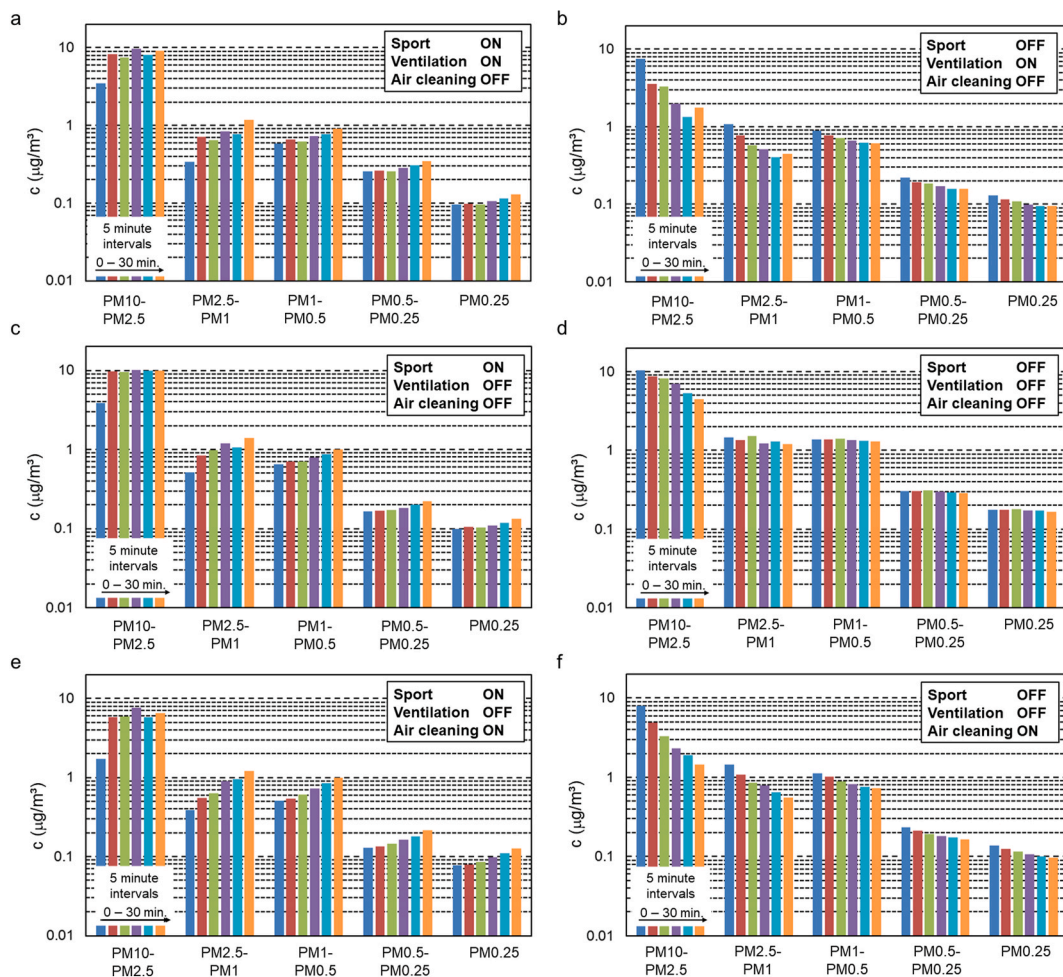 a
c (µg/m³)
10
1
0.1
0.01
Sport ON
Ventilation ON
Air cleaning OFF
5 minute
intervals
0 – 30 min.
PM10- PM2.5- PM1- PM0.5- PM0.25
PM2.5 PM1 PM0.5 PM0.25
b
c (µg/m³)
10
1
0.1
0.01
Sport OFF
Ventilation ON
Air cleaning OFF
5 minute
intervals
0 – 30 min.
PM10- PM2.5- PM1- PM0.5- PM0.25
PM2.5 PM1 PM0.5 PM0.25
c
c (µg/m³)
10
1
0.1
0.01
Sport ON
Ventilation OFF
Air cleaning OFF
5 minute
intervals
0 – 30 min.
PM10- PM2.5- PM1- PM0.5- PM0.25
PM2.5 PM1 PM0.5 PM0.25
d
c (µg/m³)
10
1
0.1
0.01
Sport OFF
Ventilation OFF
Air cleaning OFF
5 minute
intervals
0 – 30 min.
PM10- PM2.5- PM1- PM0.5- PM0.25
PM2.5 PM1 PM0.5 PM0.25
e
c (µg/m³)
10
1
0.1
0.01
Sport ON
Ventilation OFF
Air cleaning ON
5 minute
intervals
0 – 30 min.
PM10- PM2.5- PM1- PM0.5- PM0.25
PM2.5 PM1 PM0.5 PM0.25
f
c (µg/m³)
10
1
0.1
0.01
Sport OFF
Ventilation OFF
Air cleaning ON
5 minute
intervals
0 – 30 min.
PM10- PM2.5- PM1- PM0.5- PM0.25
PM2.5 PM1 PM0.5 PM0.25